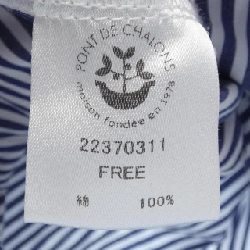 PONT DE CHALONS
maison fondée en 1978
22370311
FREE
綿 100%